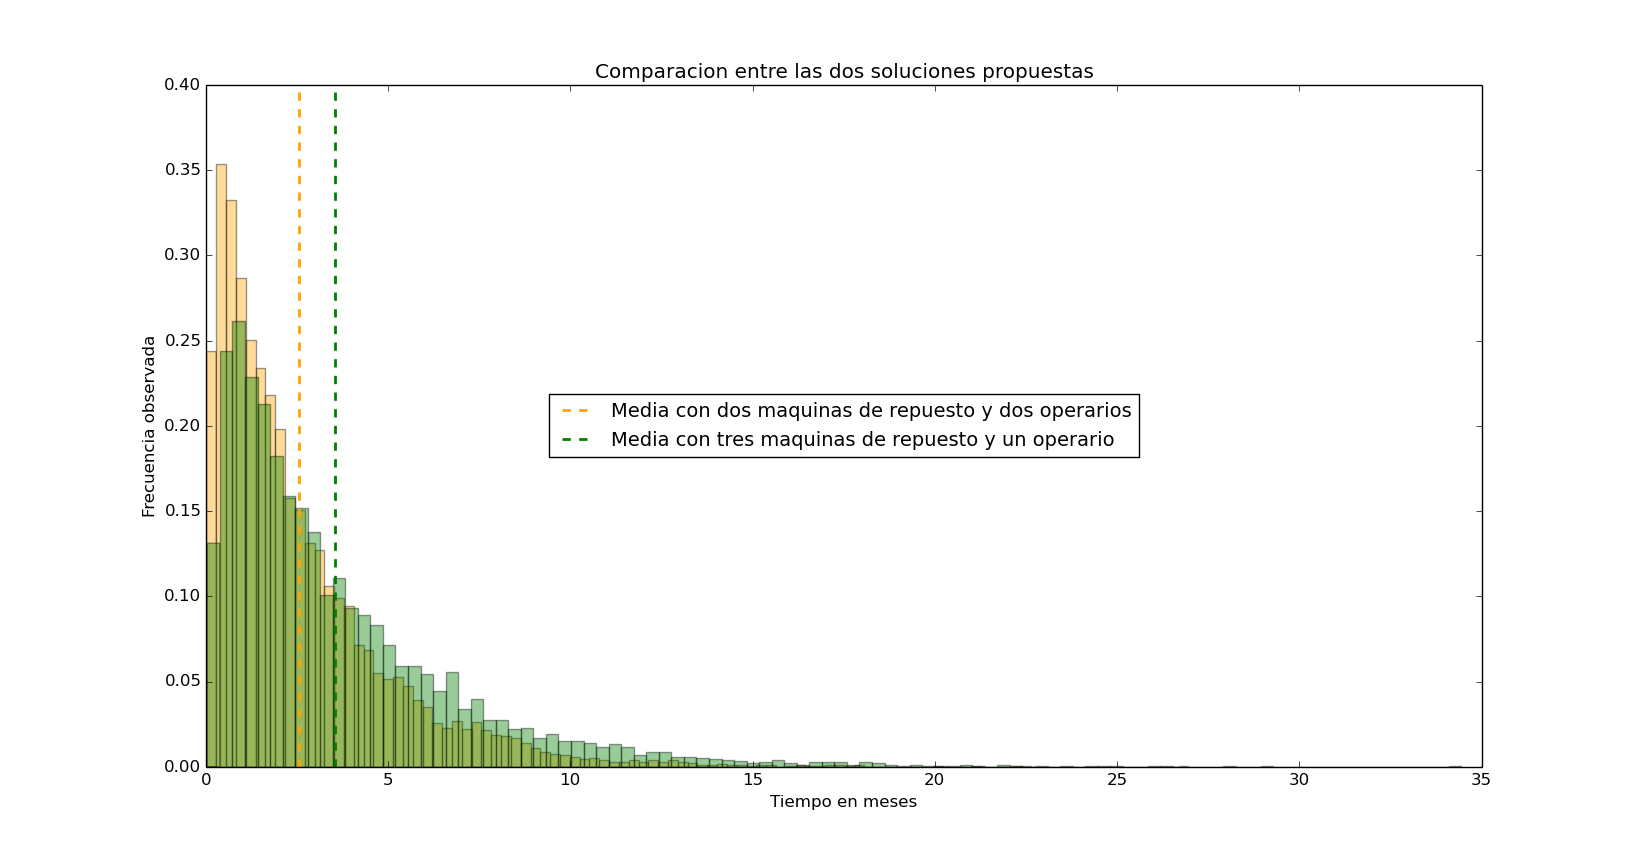 Comparacion entre las dos soluciones propuestas
0.40
0.35
0.30
0.25
0.20
0.15
0.10
0.05
0.00
Frecuencia observada
Media con dos maquinas de repuesto y dos operarios
Media con tres maquinas de repuesto y un operario
0 5 10 15 20 25 30 35
Tiempo en meses